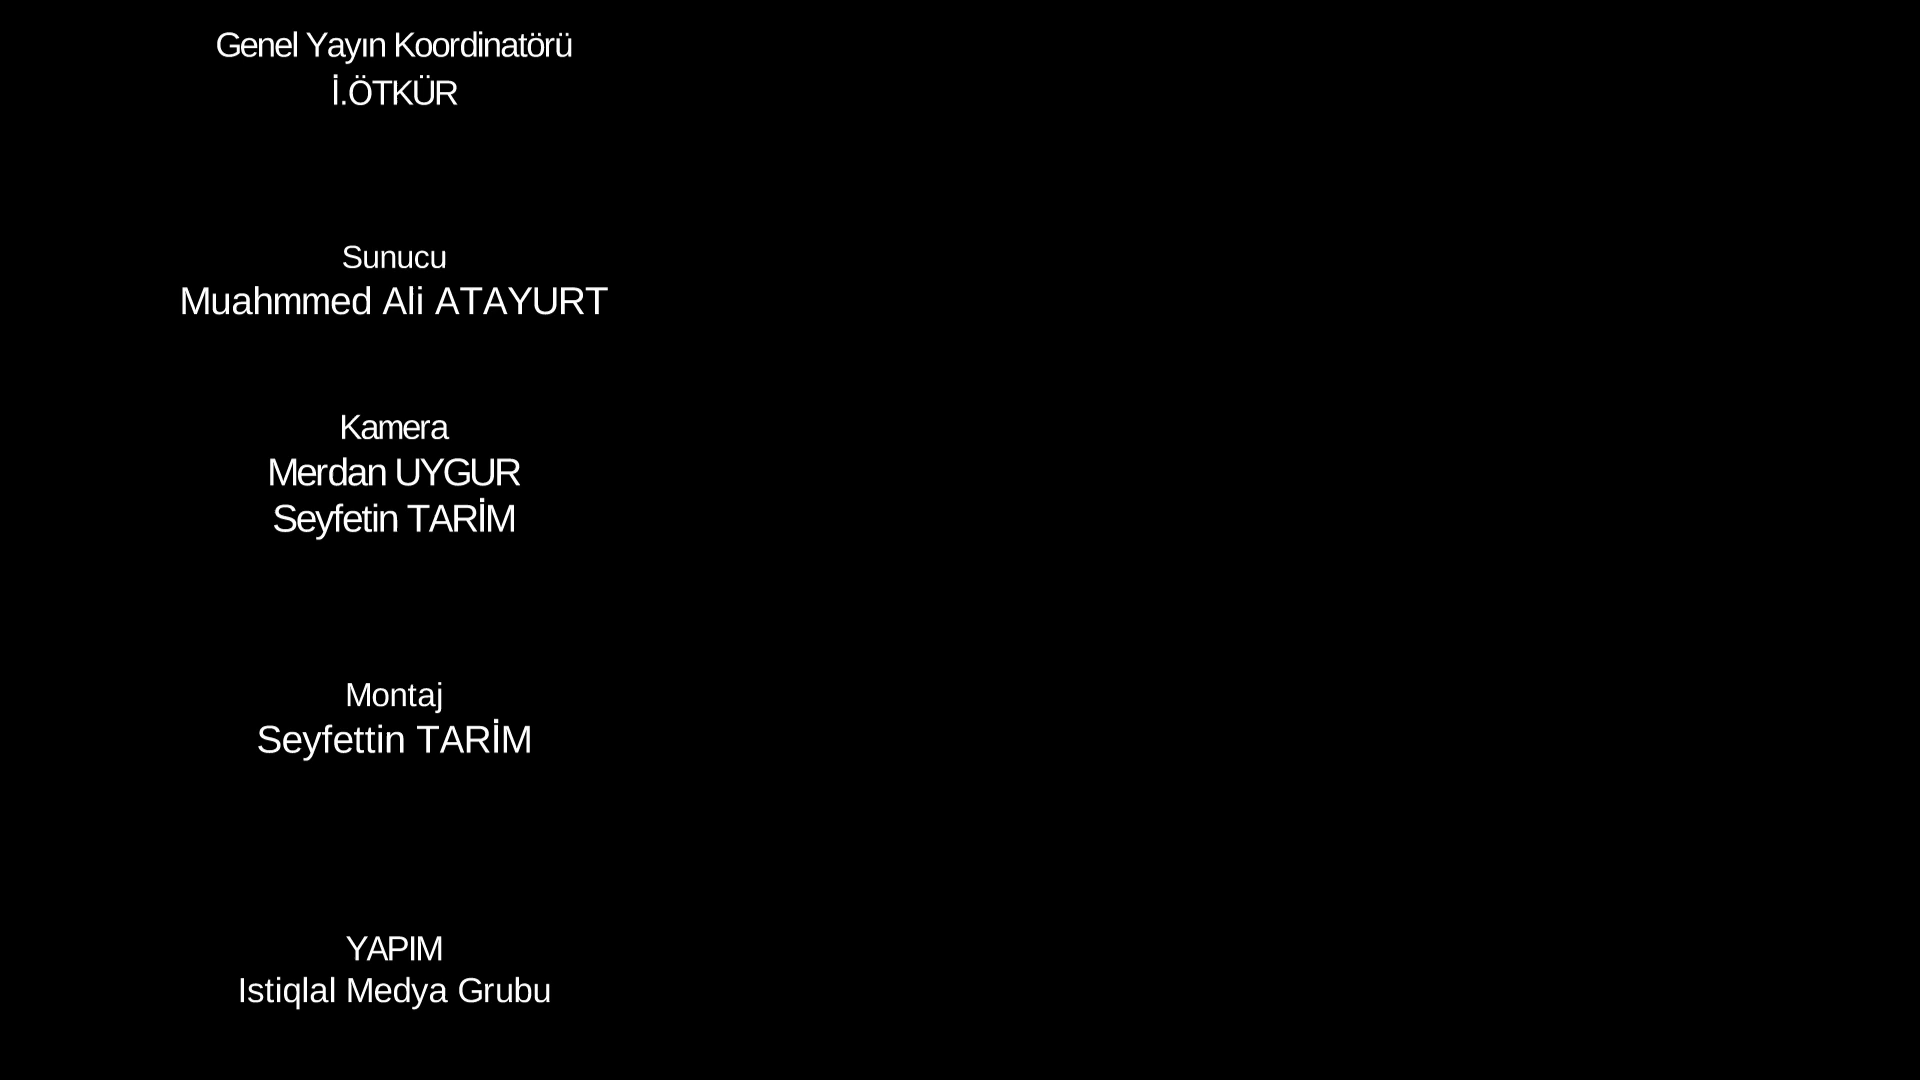 Genel Yayın Koordinatörü
İ.ÖTKÜR
Sunucu
Muahmmed Ali ATAYURT
Kamera
Merdan UYGUR
Seyfetin TARİM
Montaj
Seyfettin TARİM
YAPIM
Istiqlal Medya Grubu